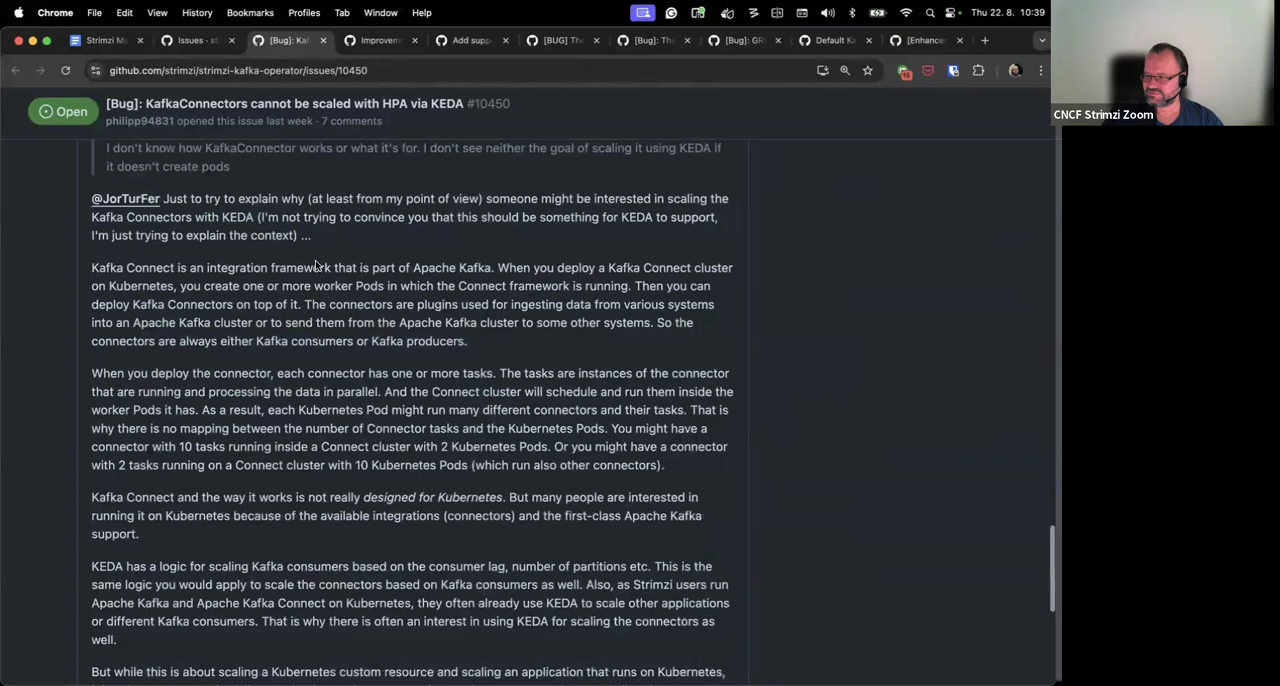 Chrome File Edit View History Bookmarks Profiles Tab Window Help Thu 22. 8. 10:39
Strimzi M Issues · st [Bug]: Kaf Improvem Add supp [BUG] The [Bug]: Th [Bug]: GR Default Ka [Enhance
github.com/strimzi/strimzi-kafka-operator/issues/10450
Open
[Bug]: KafkaConnectors cannot be scaled with HPA via KEDA #10450
philipp94831 opened this issue last week · 7 comments
CNCF Strimzi Zoom
I don't know how KafkaConnector works or what it's for. I don't see neither the goal of scaling it using KEDA if
it doesn't create pods
@JorTurFer Just to try to explain why (at least from my point of view) someone might be interested in scaling the
Kafka Connectors with KEDA (I'm not trying to convince you that this should be something for KEDA to support,
I'm just trying to explain the context) ...
Kafka Connect is an integration framework that is part of Apache Kafka. When you deploy a Kafka Connect cluster
on Kubernetes, you create one or more worker Pods in which the Connect framework is running. Then you can
deploy Kafka Connectors on top of it. The connectors are plugins used for ingesting data from various systems
into an Apache Kafka cluster or to send them from the Apache Kafka cluster to some other systems. So the
connectors are always either Kafka consumers or Kafka producers.
When you deploy the connector, each connector has one or more tasks. The tasks are instances of the connector
that are running and processing the data in parallel. And the Connect cluster will schedule and run them inside the
worker Pods it has. As a result, each Kubernetes Pod might run many different connectors and their tasks. That is
why there is no mapping between the number of Connector tasks and the Kubernetes Pods. You might have a
connector with 10 tasks running inside a Connect cluster with 2 Kubernetes Pods. Or you might have a connector
with 2 tasks running on a Connect cluster with 10 Kubernetes Pods (which run also other connectors).
Kafka Connect and the way it works is not really designed for Kubernetes. But many people are interested in
running it on Kubernetes because of the available integrations (connectors) and the first-class Apache Kafka
support.
KEDA has a logic for scaling Kafka consumers based on the consumer lag, number of partitions etc. This is the
same logic you would apply to scale the connectors based on Kafka consumers as well. Also, as Strimzi users run
Apache Kafka and Apache Kafka Connect on Kubernetes, they often already use KEDA to scale other applications
or different Kafka consumers. That is why there is often an interest in using KEDA for scaling the connectors as
well.
But while this is about scaling a Kubernetes custom resource and scaling an application that runs on Kubernetes,